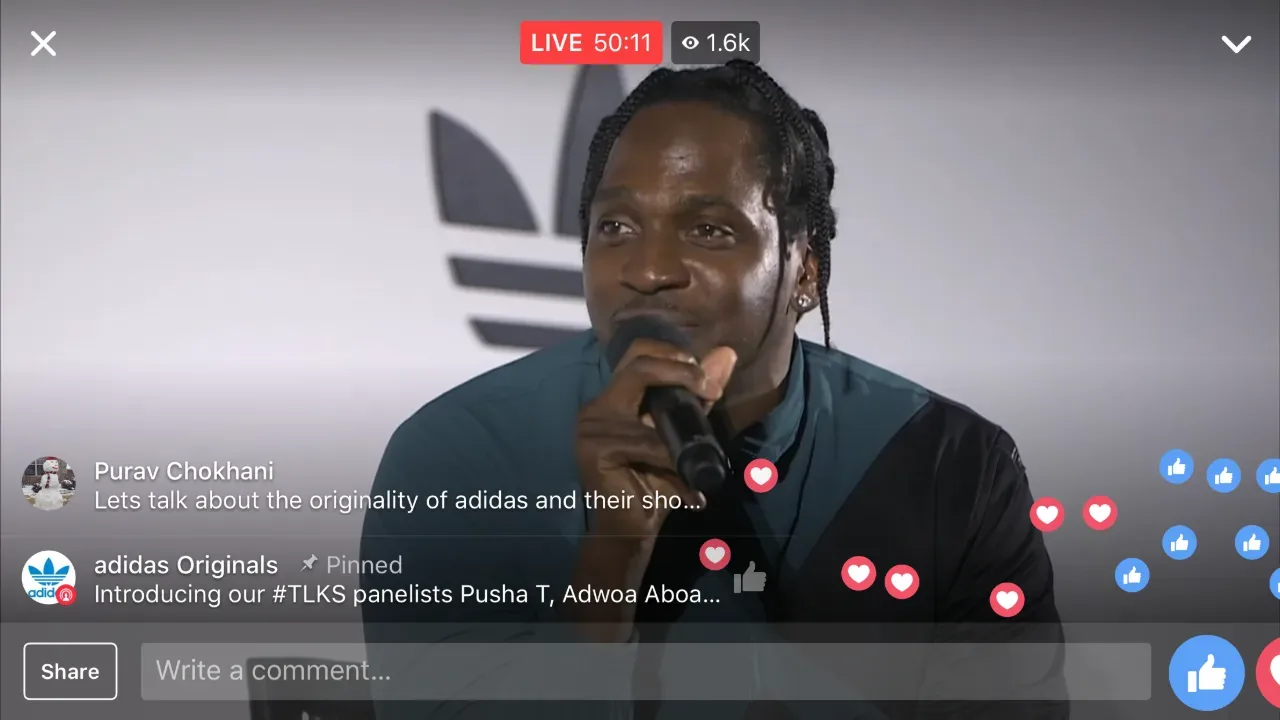 LIVE 50:11 1.6k
Purav Chokhani
Lets talk about the originality of adidas and their sho...
adidas Originals Pinned
Introducing our #TLKS panelists Pusha T, Adwoa Aboa...
Share Write a comment...